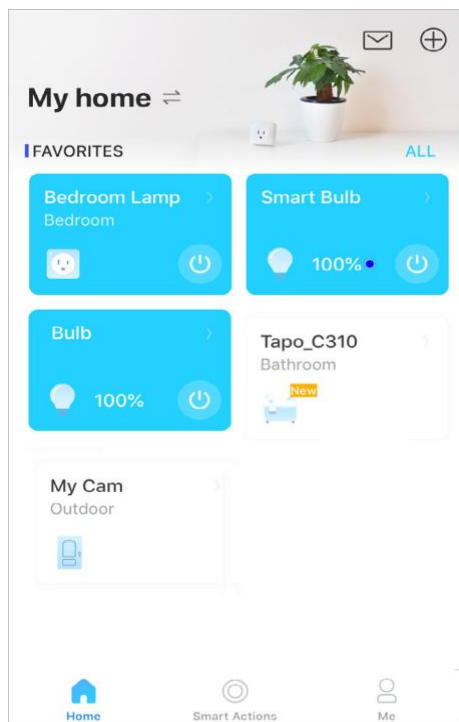 My home
FAVORITES
ALL
Bedroom Lamp
Bedroom
Smart Bulb
100%
Bulb
100%
Tapo_C310
Bathroom
New
My Cam
Outdoor
Home
Smart Actions
Me